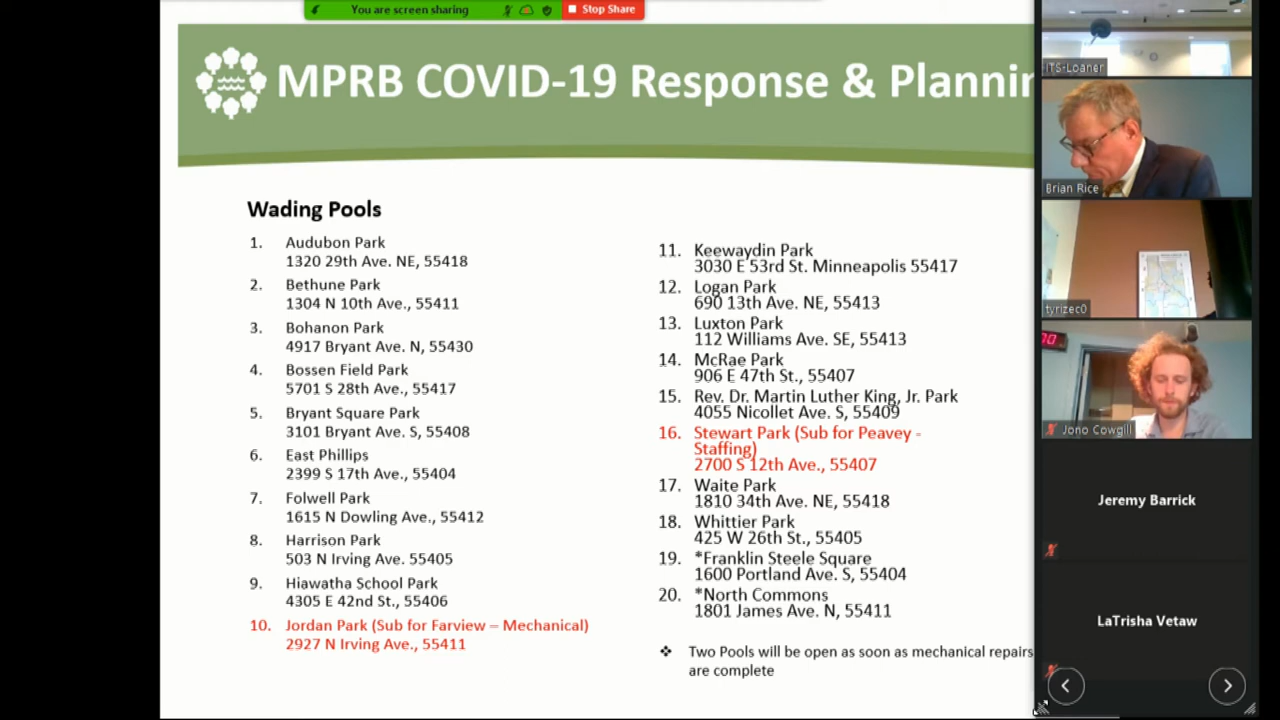 You are screen sharing
Stop Share
MPRB COVID-19 Response & Plannin
Wading Pools
1. Audubon Park
1320 29th Ave. NE, 55418
2. Bethune Park
1304 N 10th Ave., 55411
3. Bohanon Park
4917 Bryant Ave. N, 55430
4. Bossen Field Park
5701 S 28th Ave., 55417
5. Bryant Square Park
3101 Bryant Ave. S, 55408
6. East Phillips
2399 S 17th Ave., 55404
7. Folwell Park
1615 N Dowling Ave., 55412
8. Harrison Park
503 N Irving Ave. 55405
9. Hiawatha School Park
4305 E 42nd St., 55406
10. Jordan Park (Sub for Farview – Mechanical)
2927 N Irving Ave., 55411
11. Keewaydin Park
3030 E 53rd St. Minneapolis 55417
12. Logan Park
690 13th Ave. NE, 55413
13. Luxton Park
112 Williams Ave. SE, 55413
14. McRae Park
906 E 47th St., 55407
15. Rev. Dr. Martin Luther King, Jr. Park
4055 Nicollet Ave. S, 55409
16. Stewart Park (Sub for Peavey -
Staffing)
2700 S 12th Ave., 55407
17. Waite Park
1810 34th Ave. NE, 55418
18. Whittier Park
425 W 26th St., 55405
19. *Franklin Steele Square
1600 Portland Ave. S, 55404
20. *North Commons
1801 James Ave. N, 55411
❖ Two Pools will be open as soon as mechanical repairs
are complete
ITS-Loaner
Brian Rice
tyrizec0
Jono Cowgill
Jeremy Barrick
LaTrisha Vetaw